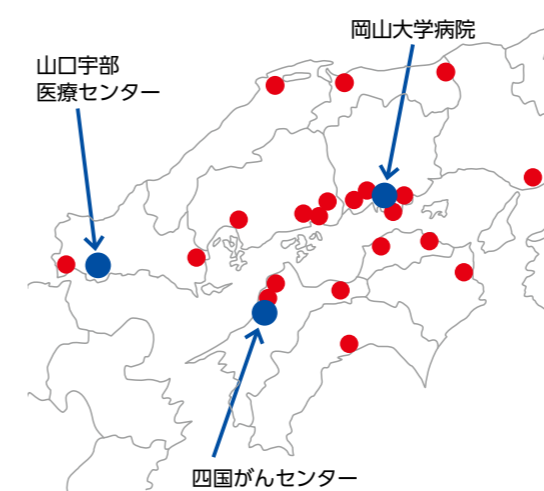 岡山大学病院
山口宇部
医療センター
四国がんセンター